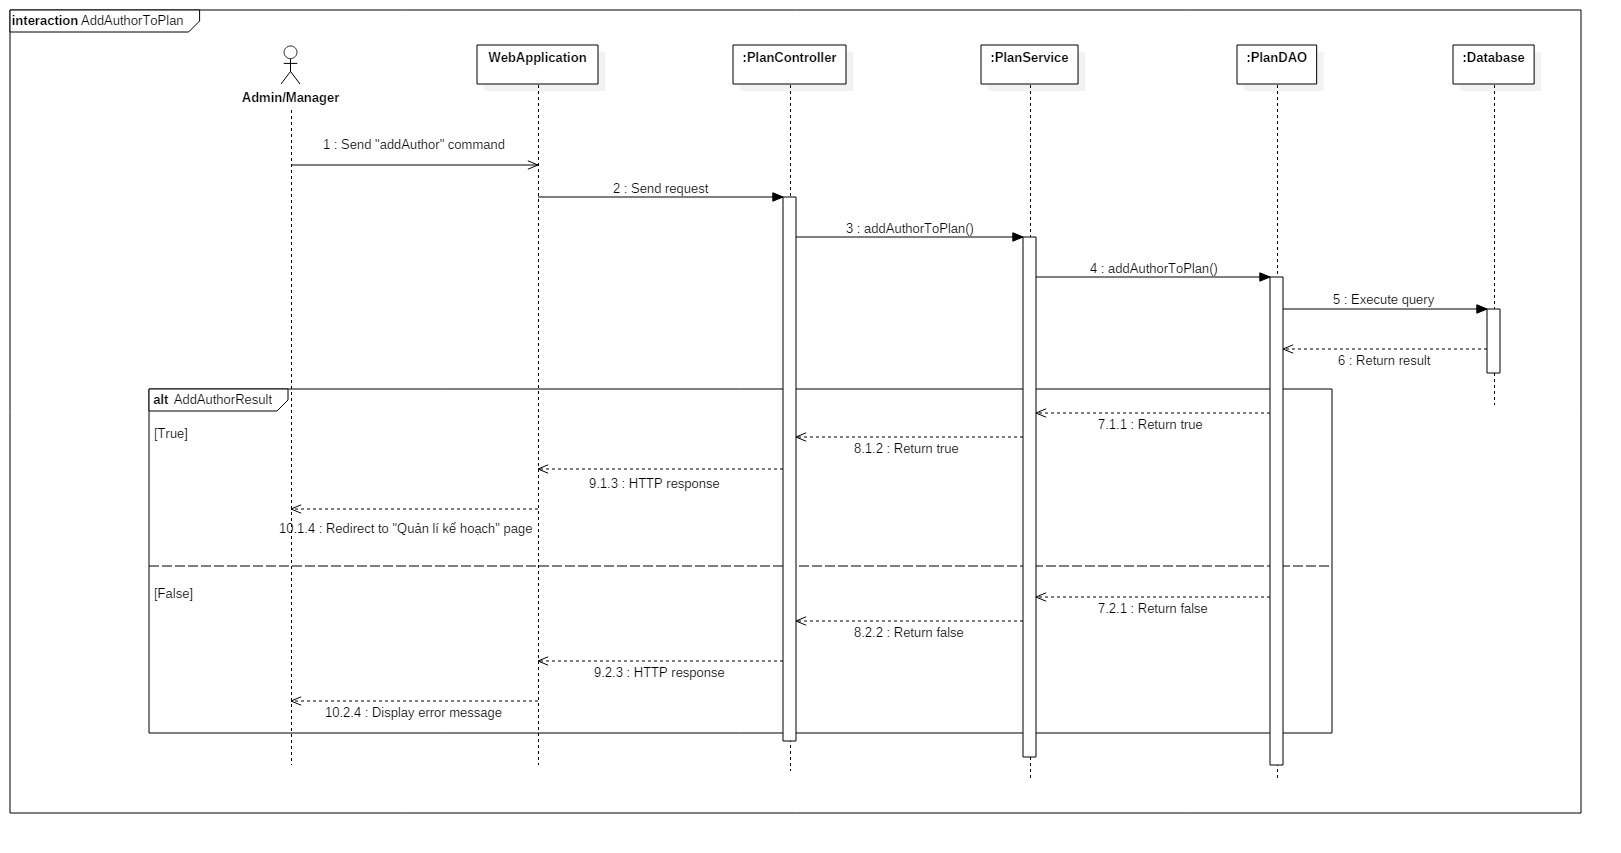 interaction AddAuthorToPlan
Admin/Manager
WebApplication
:PlanController
:PlanService
:PlanDAO
:Database
1 : Send "addAuthor" command
2 : Send request
3 : addAuthorToPlan()
4 : addAuthorToPlan()
5 : Execute query
6 : Return result
alt AddAuthorResult
[True]
7.1.1 : Return true
8.1.2 : Return true
9.1.3 : HTTP response
10.1.4 : Redirect to "Quản lí kế hoạch" page
[False]
7.2.1 : Return false
8.2.2 : Return false
9.2.3 : HTTP response
10.2.4 : Display error message